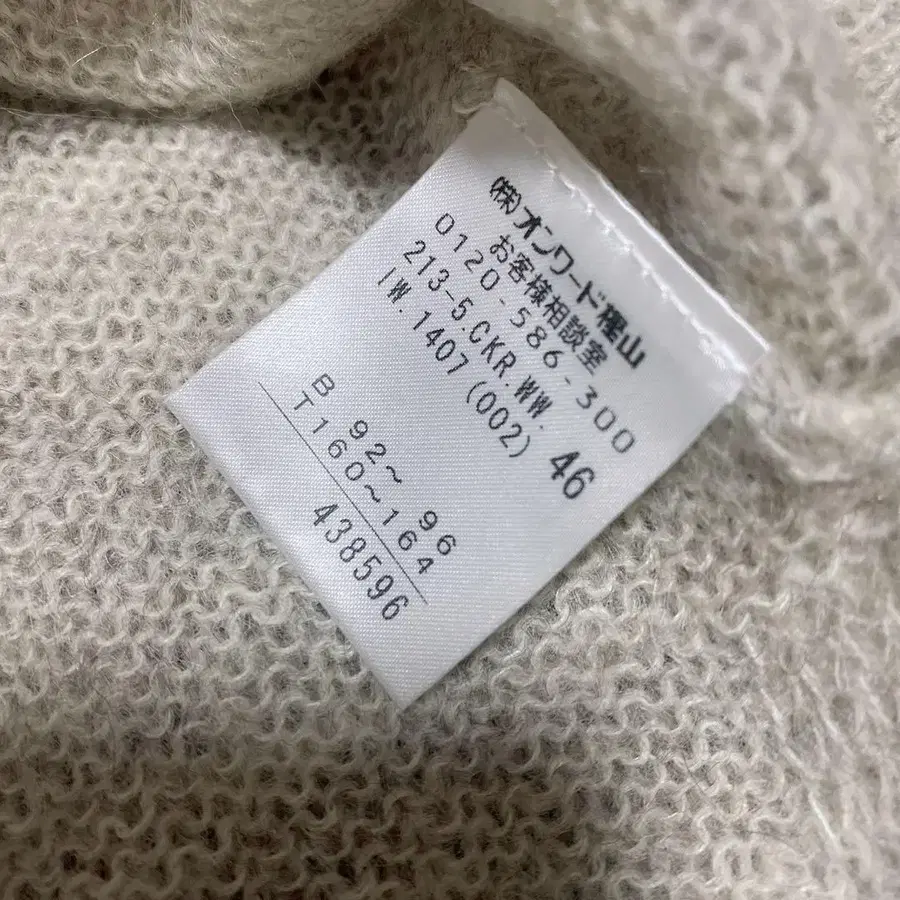 (株)オンワード樫山
お客様相談室
0120-586-300
213-5.CKR.WW.
IW.1407(002) 46
B 92~ 96
T160~164
438596